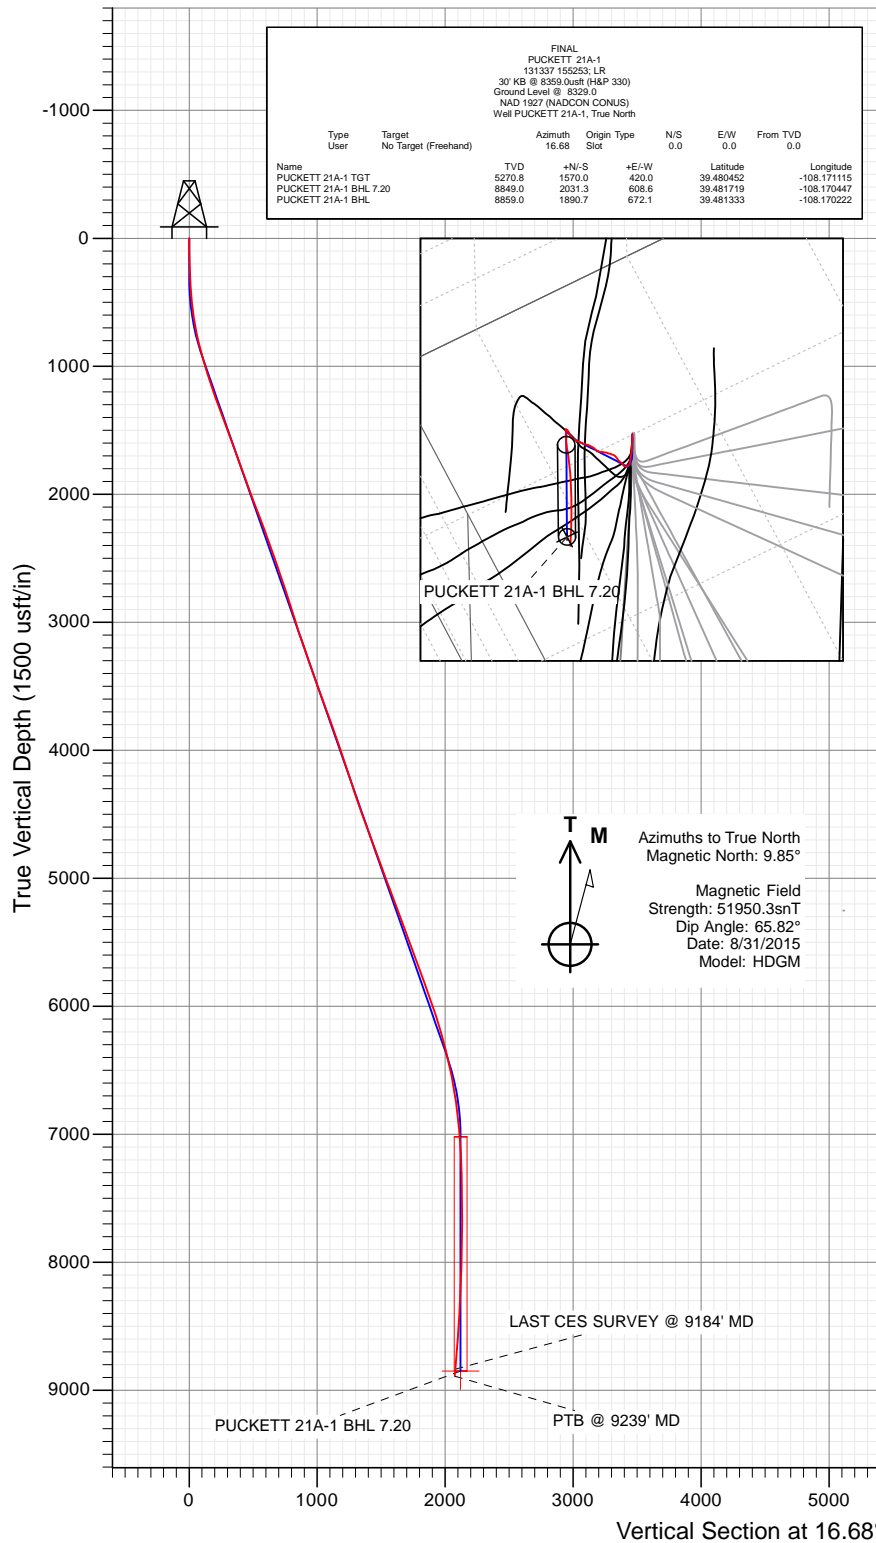 FINAL
PUCKETT 21A-1
131337 155253; LR
30' KB @ 8359.0usft (H&P 330)
Ground Level @ 8329.0
NAD 1927 (NADCON CONUS)
Well PUCKETT 21A-1, True North
Type Target Azimuth Origin Type N/S E/W From TVD
User No Target (Freehand) 16.68 Slot 0.0 0.0 0.0
Name TVD +N/-S +E/-W Latitude Longitude
PUCKETT 21A-1 TGT 5270.8 1570.0 420.0 39.480452 -108.171115
PUCKETT 21A-1 BHL 7.20 8849.0 2031.3 608.6 39.481719 -108.170447
PUCKETT 21A-1 BHL 8859.0 1890.7 672.1 39.481333 -108.170222
-1000
0
1000
2000
3000
4000
5000
6000
7000
8000
9000
True Vertical Depth (1500 usft/in)
PUCKETT 21A-1 BHL 7.20
T
M
Azimuths to True North
Magnetic North: 9.85°
Magnetic Field
Strength: 51950.3snT
Dip Angle: 65.82°
Date: 8/31/2015
Model: HDGM
LAST CES SURVEY @ 9184' MD
PUCKETT 21A-1 BHL 7.20
PTB @ 9239' MD
0 1000 2000 3000 4000 5000
Vertical Section at 16.68°